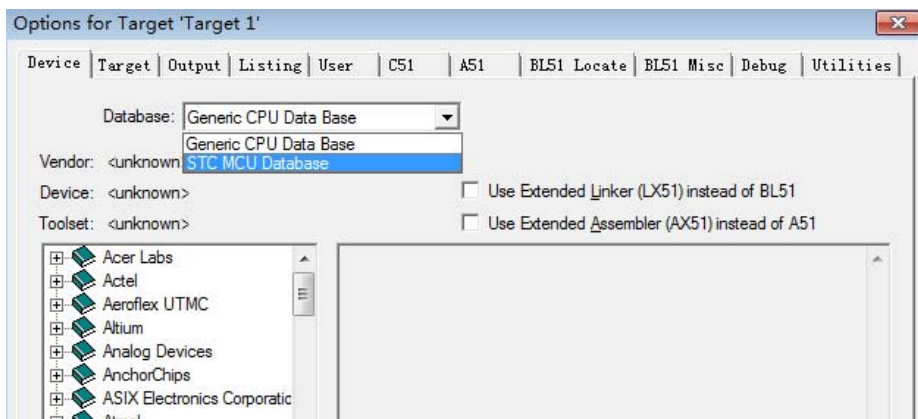 Options for Target 'Target 1'
Device Target Output Listing User C51 A51 BL51 Locate BL51 Misc Debug Utilities
Database: Generic CPU Data Base
Generic CPU Data Base
Vendor: <unknown STC MCU Database
Device: <unknown> Use Extended Linker (LX51) instead of BL51
Toolset: <unknown> Use Extended Assembler (AX51) instead of A51
Acer Labs
Actel
Aeroflex UTMC
Altium
Analog Devices
AnchorChips
ASIX Electronics Corporatic